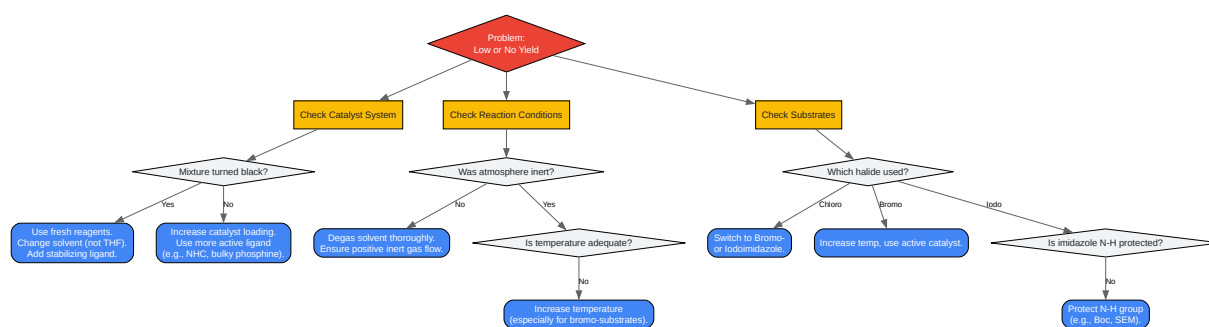 Problem:
Low or No Yield
Check Catalyst System
Check Reaction Conditions
Check Substrates
Mixture turned black?
Was atmosphere inert?
Which halide used?
Yes
No
No
Yes
Chloro
Bromo
Iodo
Use fresh reagents.
Change solvent (not THF).
Add stabilizing ligand.
Increase catalyst loading.
Use more active ligand
(e.g., NHC, bulky phosphine).
Degas solvent thoroughly.
Ensure positive inert gas flow.
Is temperature adequate?
Switch to Bromo-
or Iodoimidazole.
Increase temp, use active catalyst.
Is imidazole N-H protected?
No
No
Increase temperature
(especially for bromo-substrates).
Protect N-H group
(e.g., Boc, SEM).